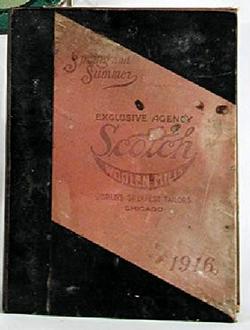 Spring and
Summer
EXCLUSIVE AGENCY
Scotch
WOOLEN MILLS
WORLD'S GREATEST TAILORS
CHICAGO
1916